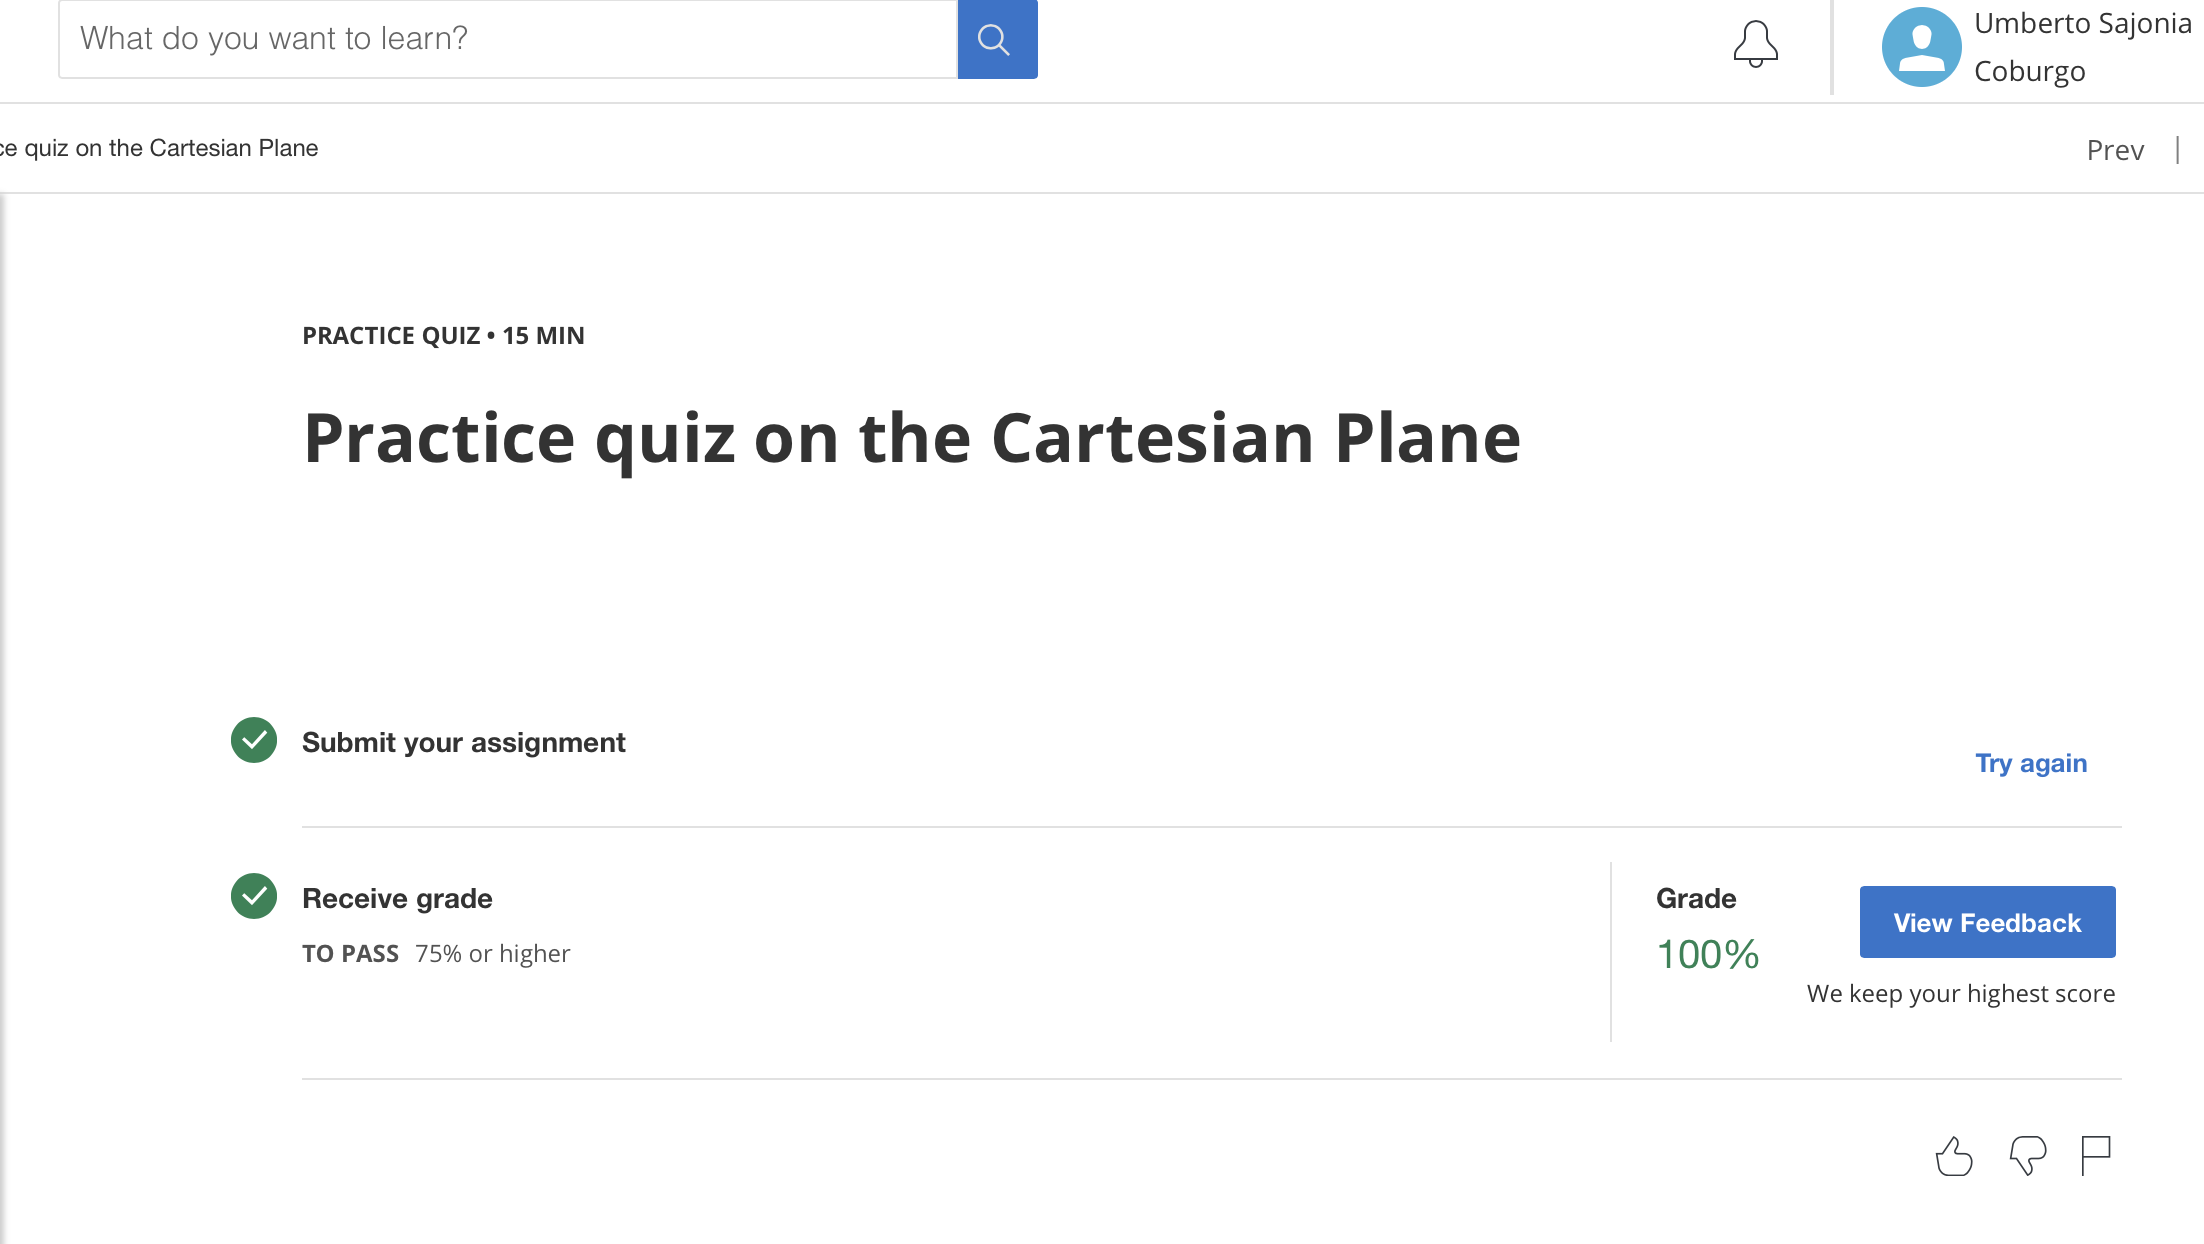 What do you want to learn?
Umberto Sajonia
Coburgo
ce quiz on the Cartesian Plane
Prev |
PRACTICE QUIZ • 15 MIN
Practice quiz on the Cartesian Plane
Submit your assignment
Try again
Receive grade
TO PASS 75% or higher
Grade
100%
View Feedback
We keep your highest score